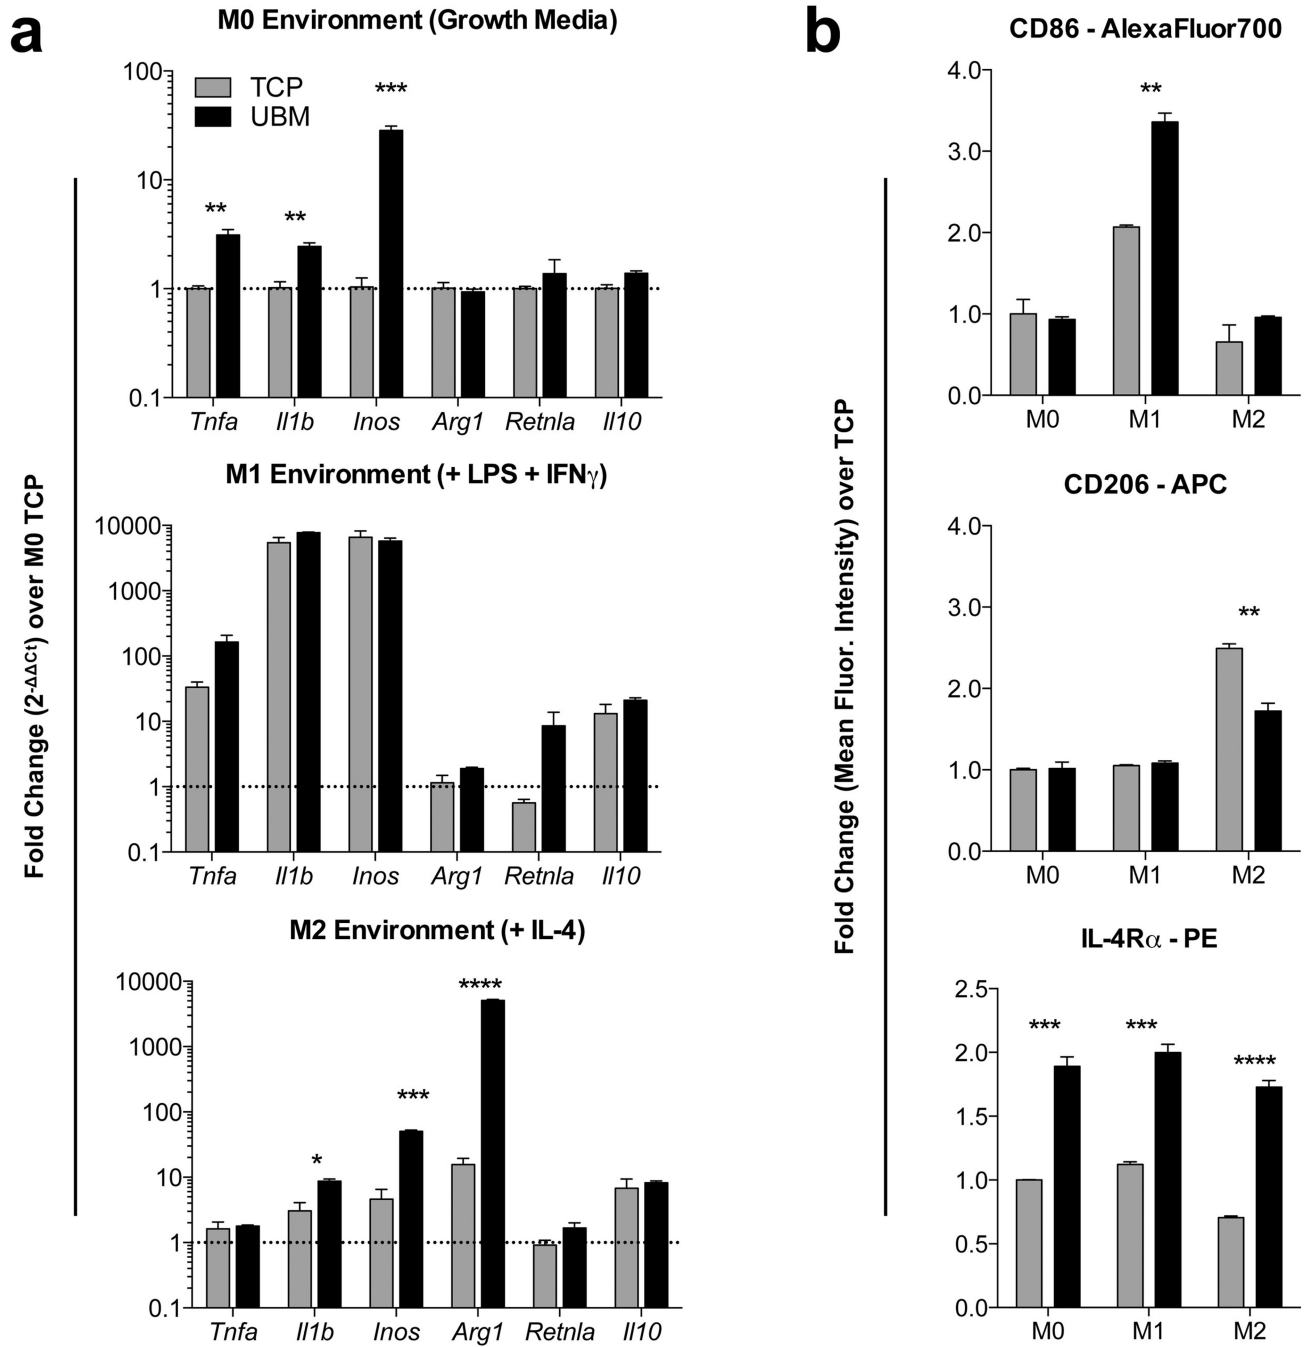 a
M0 Environment (Growth Media)
TCP
UBM
100
10
1
0.1
**
**
***
Tnfa Il1b Inos Arg1 Retnla Il10
M1 Environment (+ LPS + IFNγ)
10000
1000
100
10
1
0.1
Tnfa Il1b Inos Arg1 Retnla Il10
M2 Environment (+ IL-4)
10000
1000
100
10
1
0.1
*
***
****
Tnfa Il1b Inos Arg1 Retnla Il10
Fold Change (2-ΔΔCt) over M0 TCP
b
CD86 - AlexaFluor700
4.0
3.0
2.0
1.0
0.0
**
M0 M1 M2
CD206 - APC
4.0
3.0
2.0
1.0
0.0
**
M0 M1 M2
IL-4Rα - PE
2.5
2.0
1.5
1.0
0.5
0.0
***
***
****
M0 M1 M2
Fold Change (Mean Fluor. Intensity) over TCP